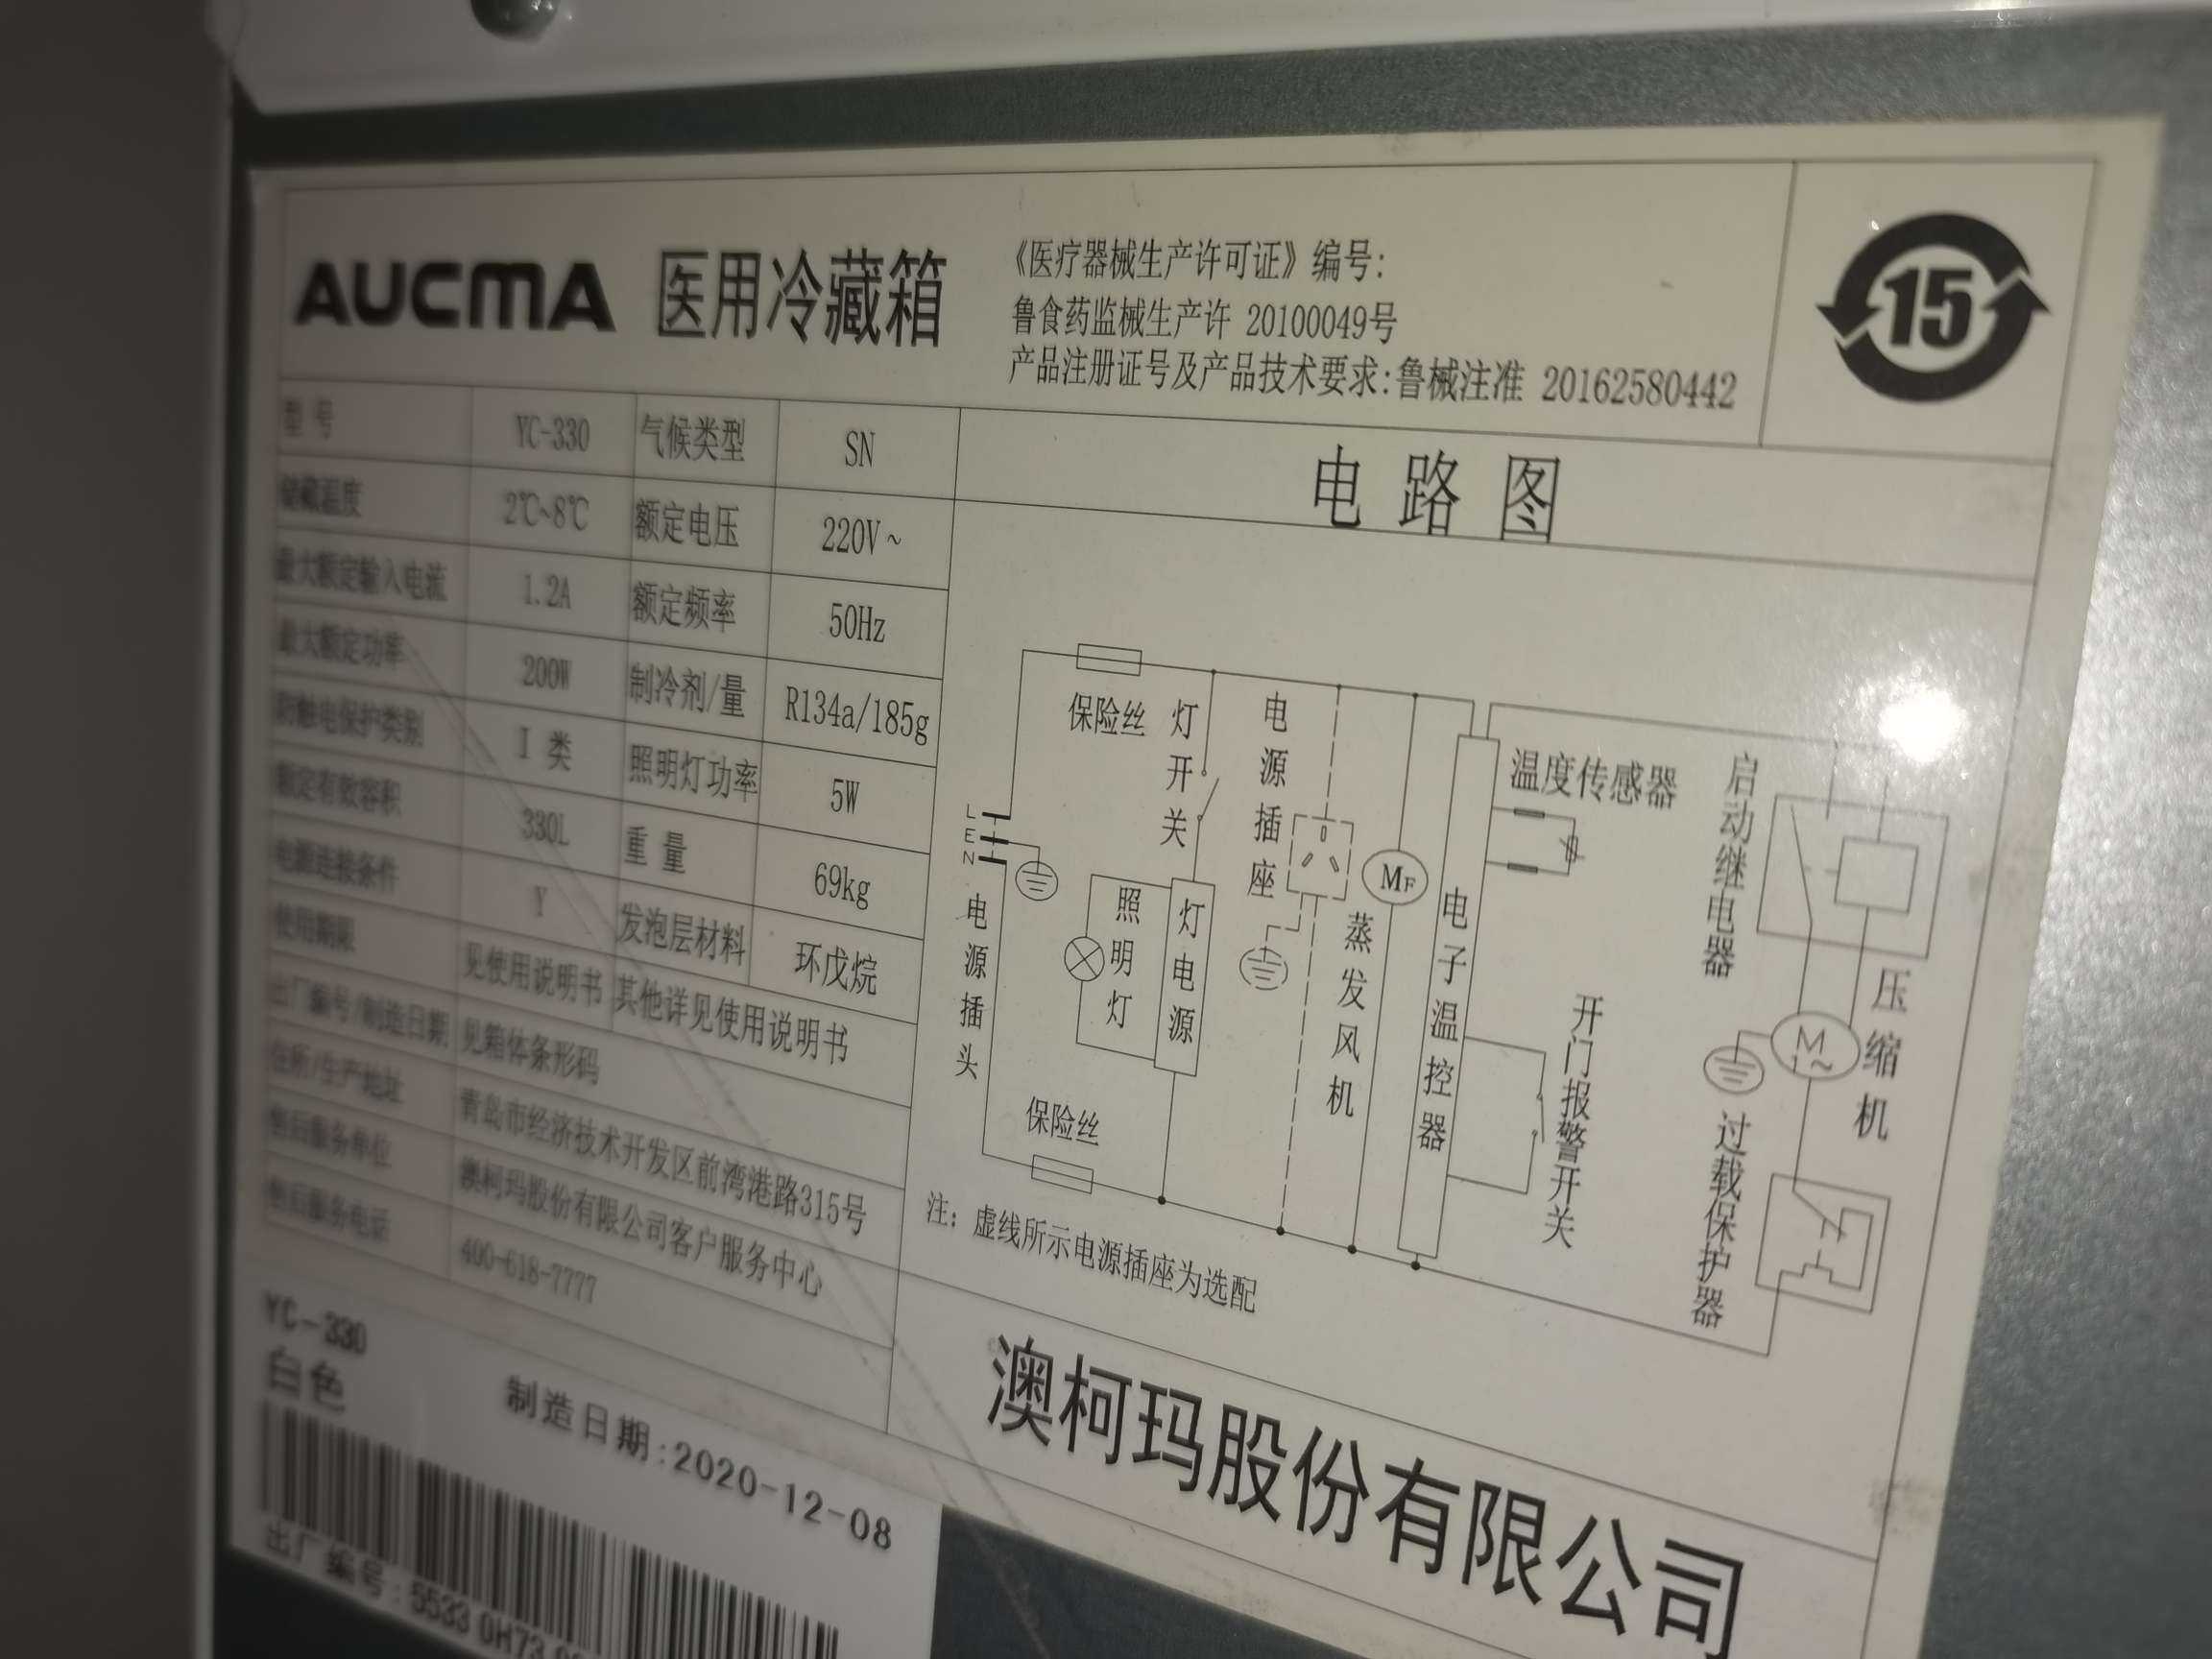 AUCMA 医用冷藏箱
《医疗器械生产许可证》编号:
鲁食药监械生产许 20100049号
产品注册证号及产品技术要求:鲁械注准 20162580442
15
型号 YC-330 气候类型 SN
储藏温度 2℃~8℃ 额定电压 220V~
最大额定输入电流 1.2A 额定频率 50Hz
最大额定功率 200W 制冷剂/量 R134a/185g
防触电保护类别 I 类 照明灯功率 5W
额定有效容积 330L 重量 69kg
电源连接条件 Y 发泡层材料 环戊烷
使用期限 见使用说明书 其他详见使用说明书
出厂编号/制造日期 见箱体条形码
住所/生产地址 青岛市经济技术开发区前湾港路315号
售后服务单位 澳柯玛股份有限公司客户服务中心
售后服务电话 400-618-7777
电路图
保险丝
灯开关
电源插座
温度传感器
启动继电器
L
E
N
电源插头
照明灯
灯电源
MF
蒸发风机
电子温控器
开门报警开关
M
~
压缩机
过载保护器
保险丝
注: 虚线所示电源插座为选配
澳柯玛股份有限公司
YC-330
白色
制造日期:2020-12-08
出厂编号:5533 0H73